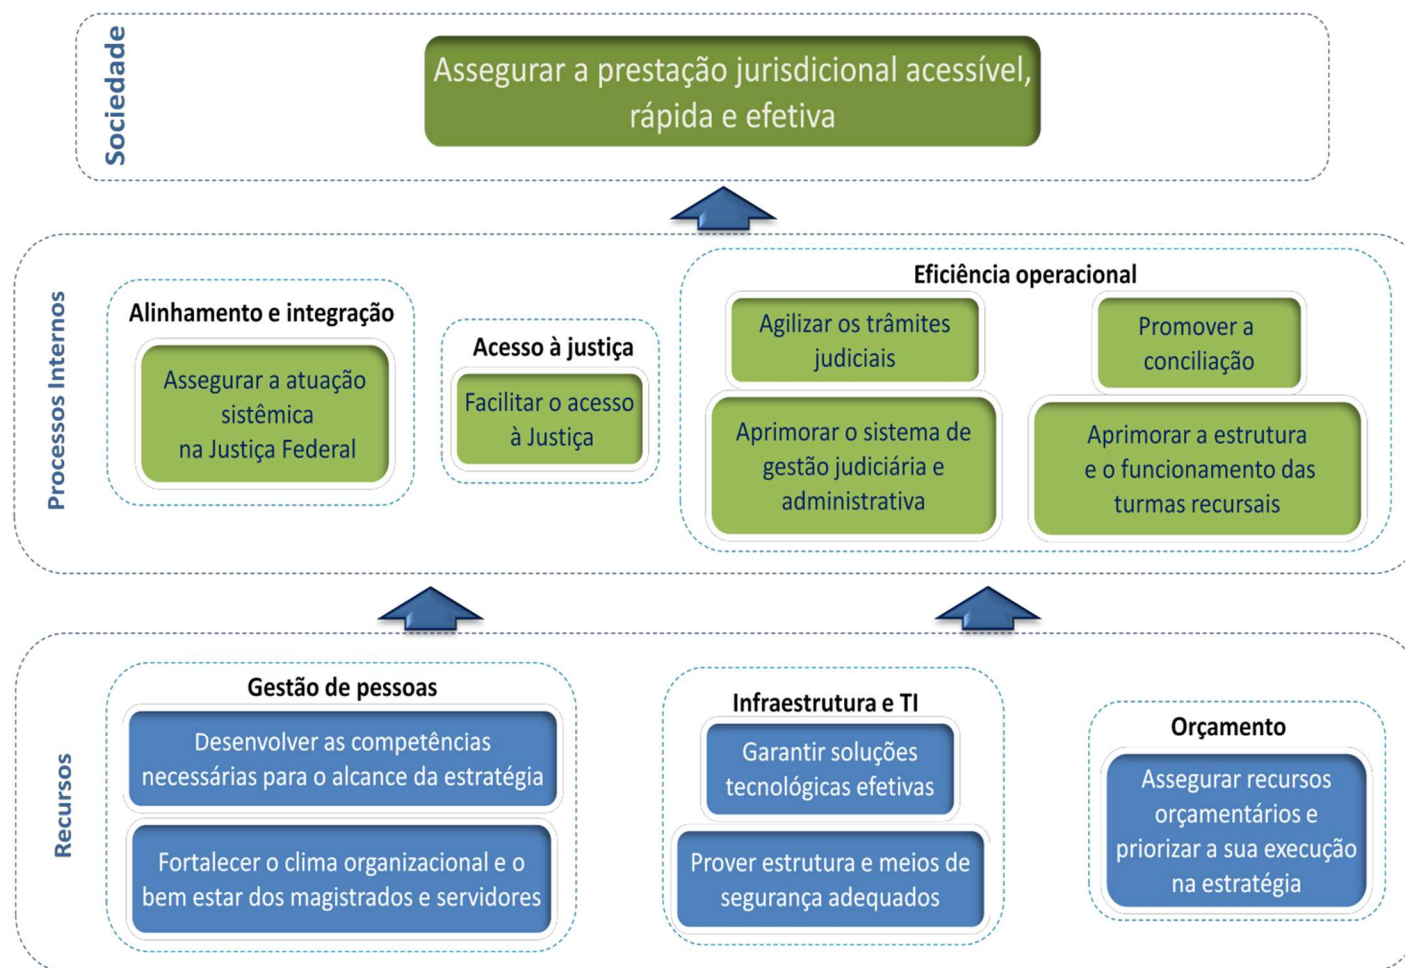 Sociedade
Assegurar a prestação jurisdicional acessível,
rápida e efetiva
Processos Internos
Alinhamento e integração
Assegurar a atuação
sistêmica
na Justiça Federal
Acesso à justiça
Facilitar o acesso
à Justiça
Eficiência operacional
Agilizar os trâmites
judiciais
Promover a
conciliação
Aprimorar o sistema de
gestão judiciária e
administrativa
Aprimorar a estrutura
e o funcionamento das
turmas recursais
Recursos
Gestão de pessoas
Desenvolver as competências
necessárias para o alcance da estratégia
Fortalecer o clima organizacional e o
bem estar dos magistrados e servidores
Infraestrutura e TI
Garantir soluções
tecnológicas efetivas
Prover estrutura e meios de
segurança adequados
Orçamento
Assegurar recursos
orçamentários e
priorizar a sua execução
na estratégia